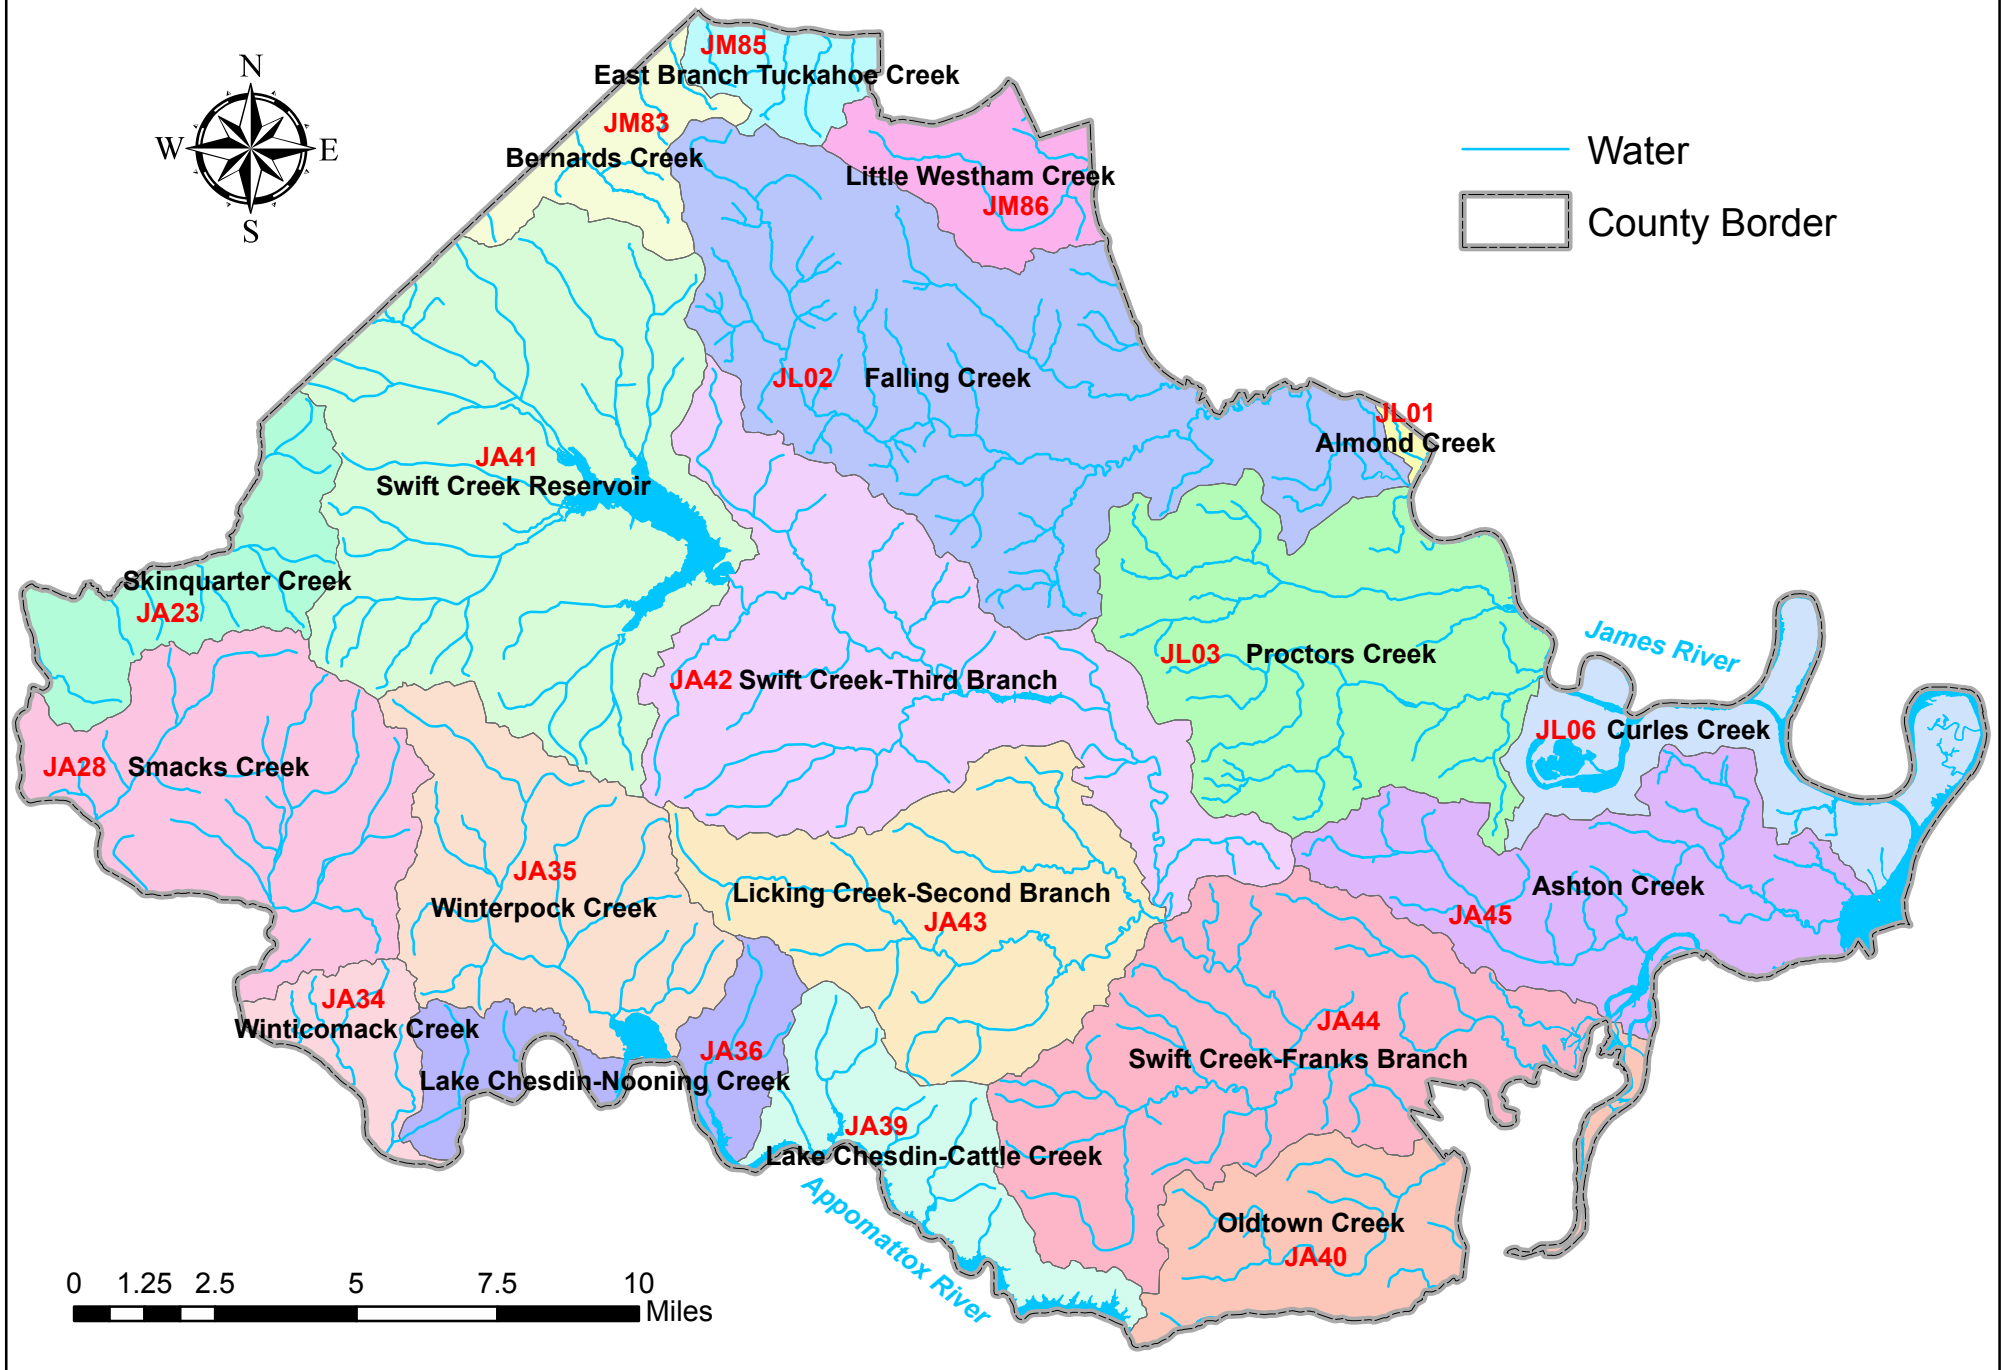 JM85
East Branch Tuckahoe Creek
N
W
E
S
JM83
Bernards Creek
Little Westham Creek
JM86
Water
County Border
JL02 Falling Creek
JL01
Almond Creek
JA41
Swift Creek Reservoir
Skinquarter Creek
JA23
James River
JL03 Proctors Creek
JA42 Swift Creek-Third Branch
JL06 Curles Creek
JA28 Smacks Creek
JA35
Winterpock Creek
Licking Creek-Second Branch
JA43
Ashton Creek
JA45
JA34
Winticomack Creek
JA44
Swift Creek-Franks Branch
JA36
Lake Chesdin-Nooning Creek
JA39
Lake Chesdin-Cattle Creek
Appomattox River
Oldtown Creek
JA40
0 1.25 2.5 5 7.5 10
Miles